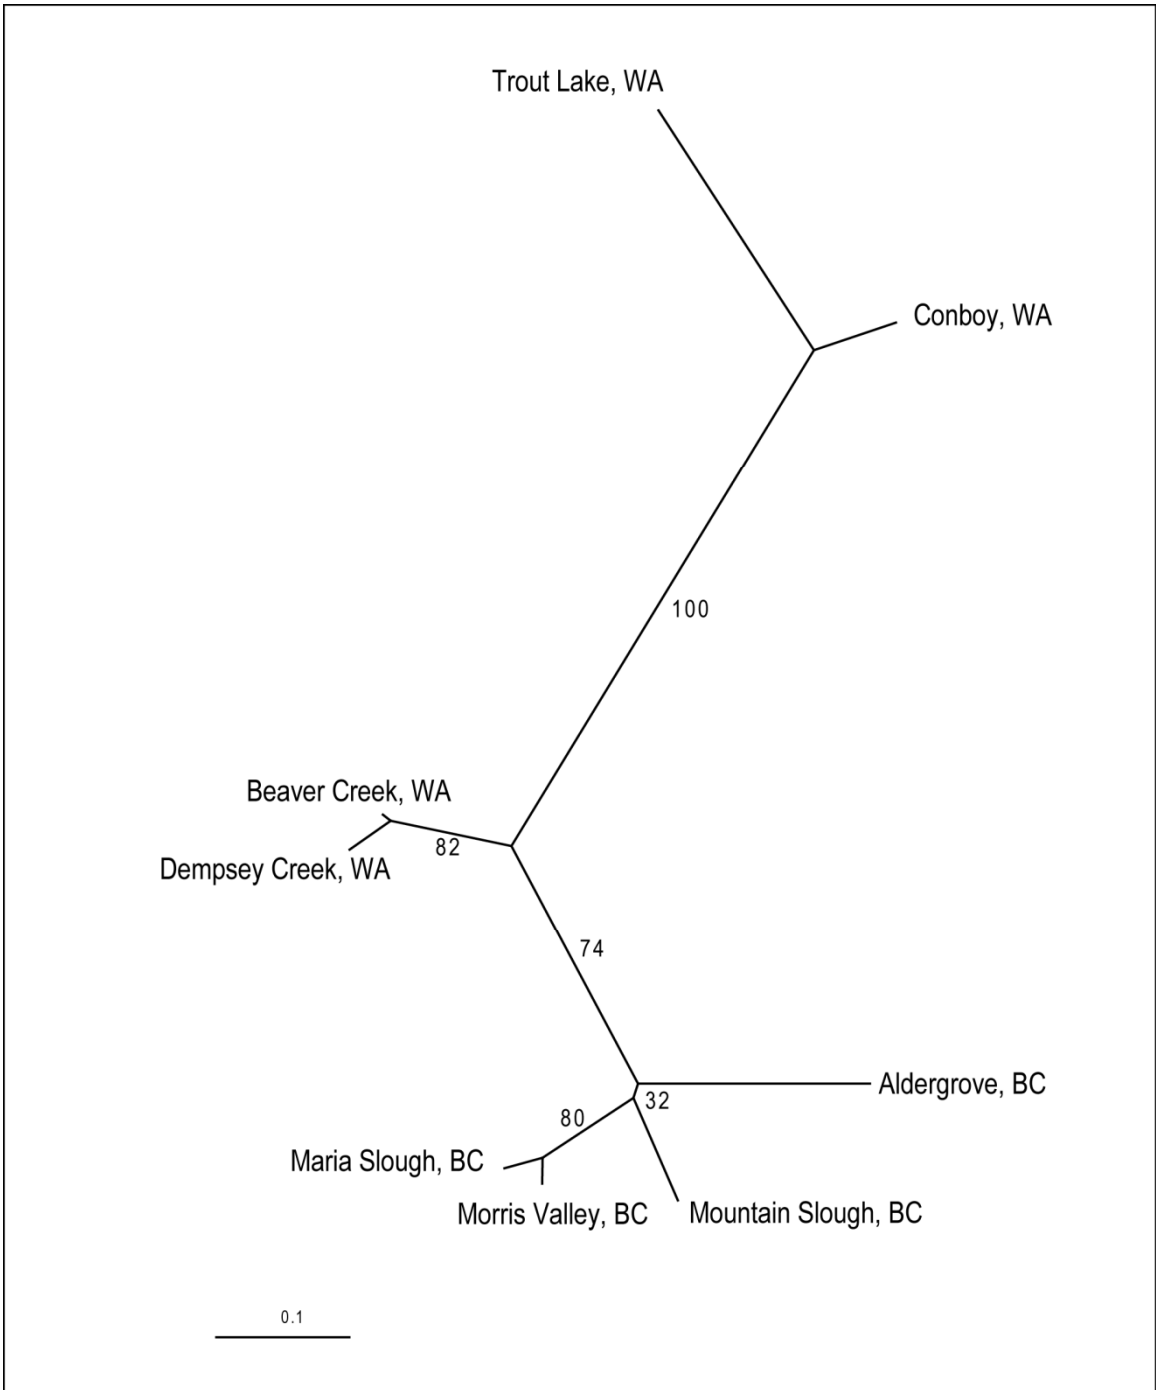 Trout Lake, WA
Conboy, WA
100
Beaver Creek, WA
82
Dempsey Creek, WA
74
Aldergrove, BC
32
80
Maria Slough, BC
Morris Valley, BC
Mountain Slough, BC
0.1